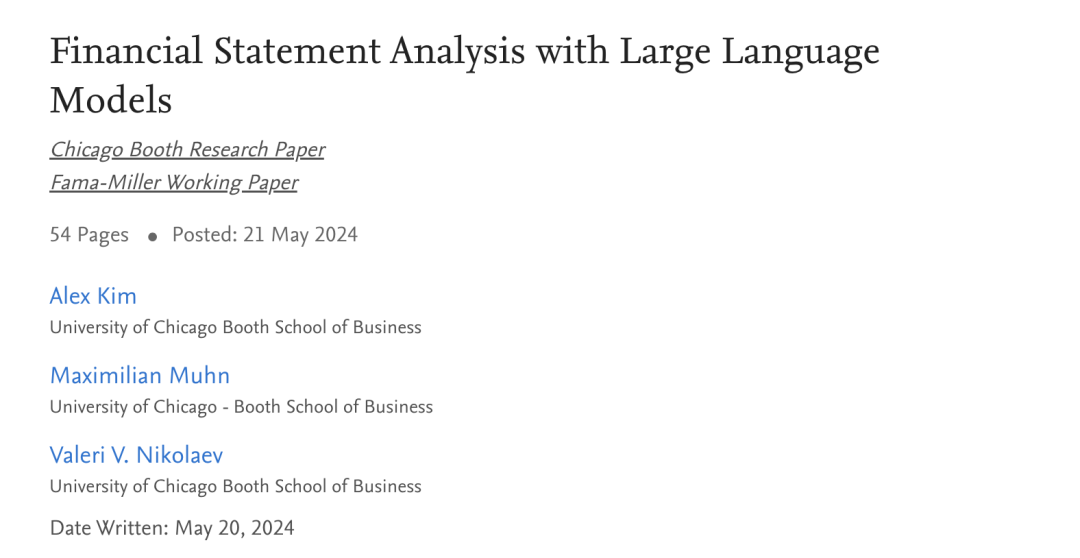 Financial Statement Analysis with Large Language
Models
Chicago Booth Research Paper
Fama-Miller Working Paper
54 Pages ● Posted: 21 May 2024
Alex Kim
University of Chicago Booth School of Business
Maximilian Muhn
University of Chicago - Booth School of Business
Valeri V. Nikolaev
University of Chicago Booth School of Business
Date Written: May 20, 2024